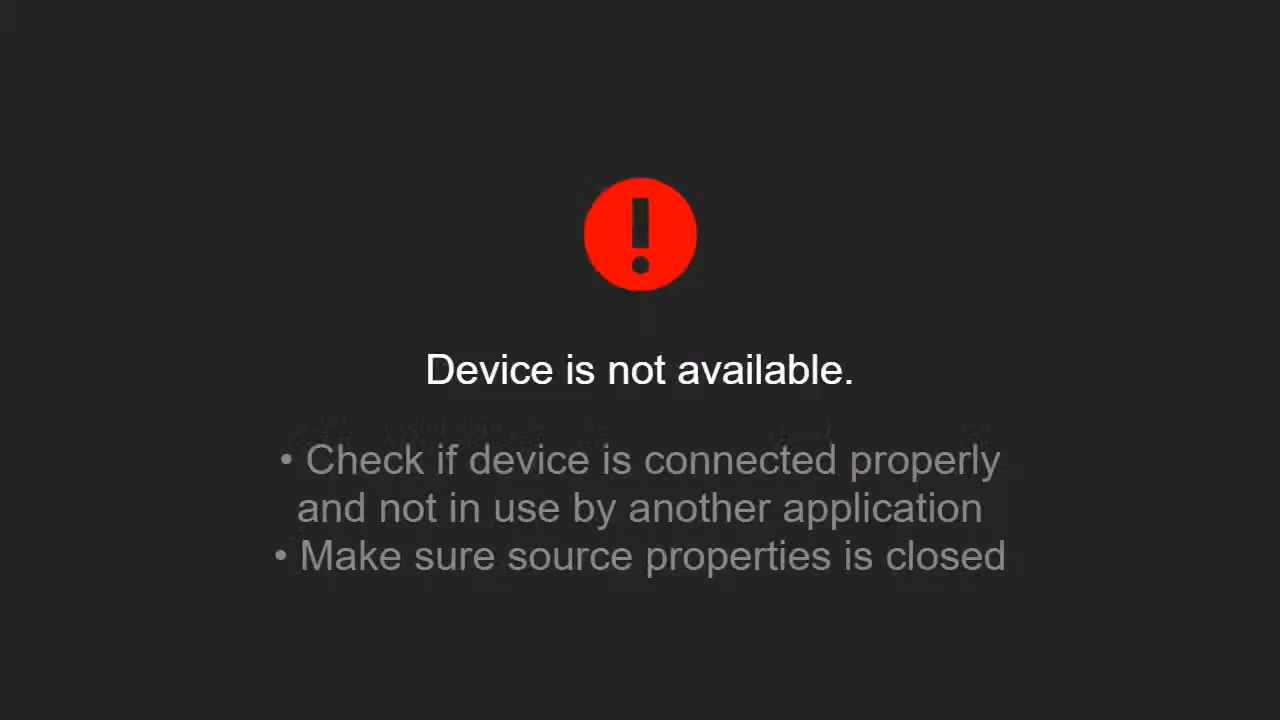 Device is not available.
• Check if device is connected properly
and not in use by another application
• Make sure source properties is closed